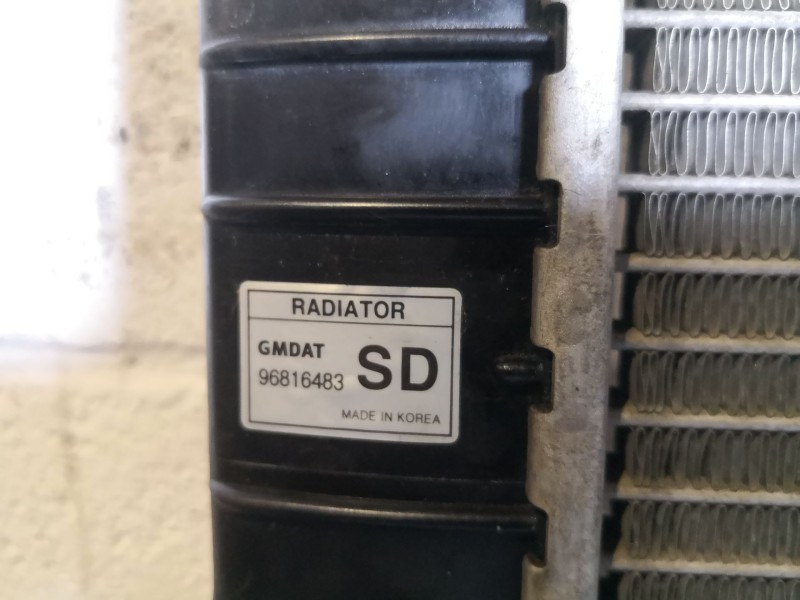 RADIATOR
GMDAT SD
96816483
MADE IN KOREA